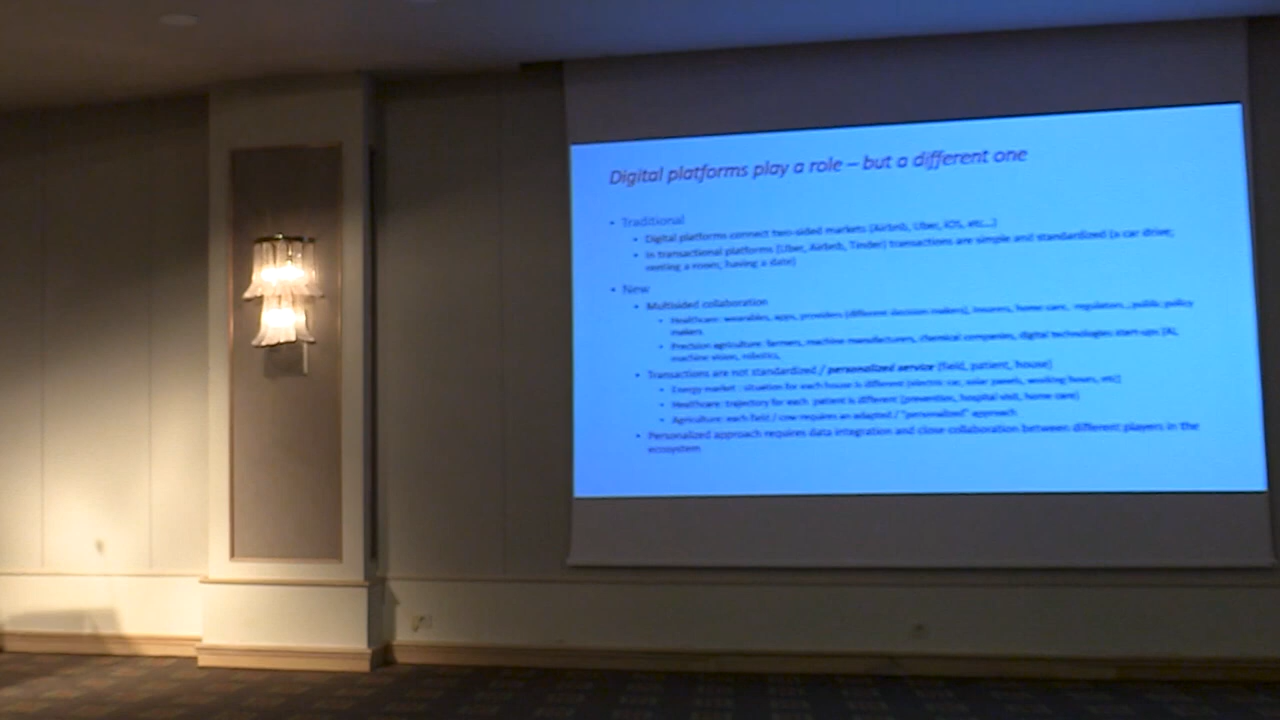 Digital platforms play a role – but a different one
• Traditional
• Digital platforms connect two-sided markets (Airbnb, Uber, iOS, etc...)
• In transactional platforms (Uber, Airbnb, Tinder) transactions are simple and standardized (a car drive;
renting a room; having a date)
• New
• Multisided collaboration
• Healthcare: wearables, apps, providers (different decision makers), insurers, home care, regulators, , public policy
makers
• Precision agriculture: farmers, machine manufacturers, chemical companies, digital technologies start-ups (AI,
machine vision, robotics,
• Transactions are not standardized / personalized service (field, patient, house)
• Energy market : situation for each house is different (electric car, solar panels, working hours, etc)
• Healthcare: trajectory for each patient is different (prevention, hospital visit, home care)
• Agriculture: each field / cow requires an adapted / "personalized" approach
• Personalized approach requires data integration and close collaboration between different players in the
ecosystem